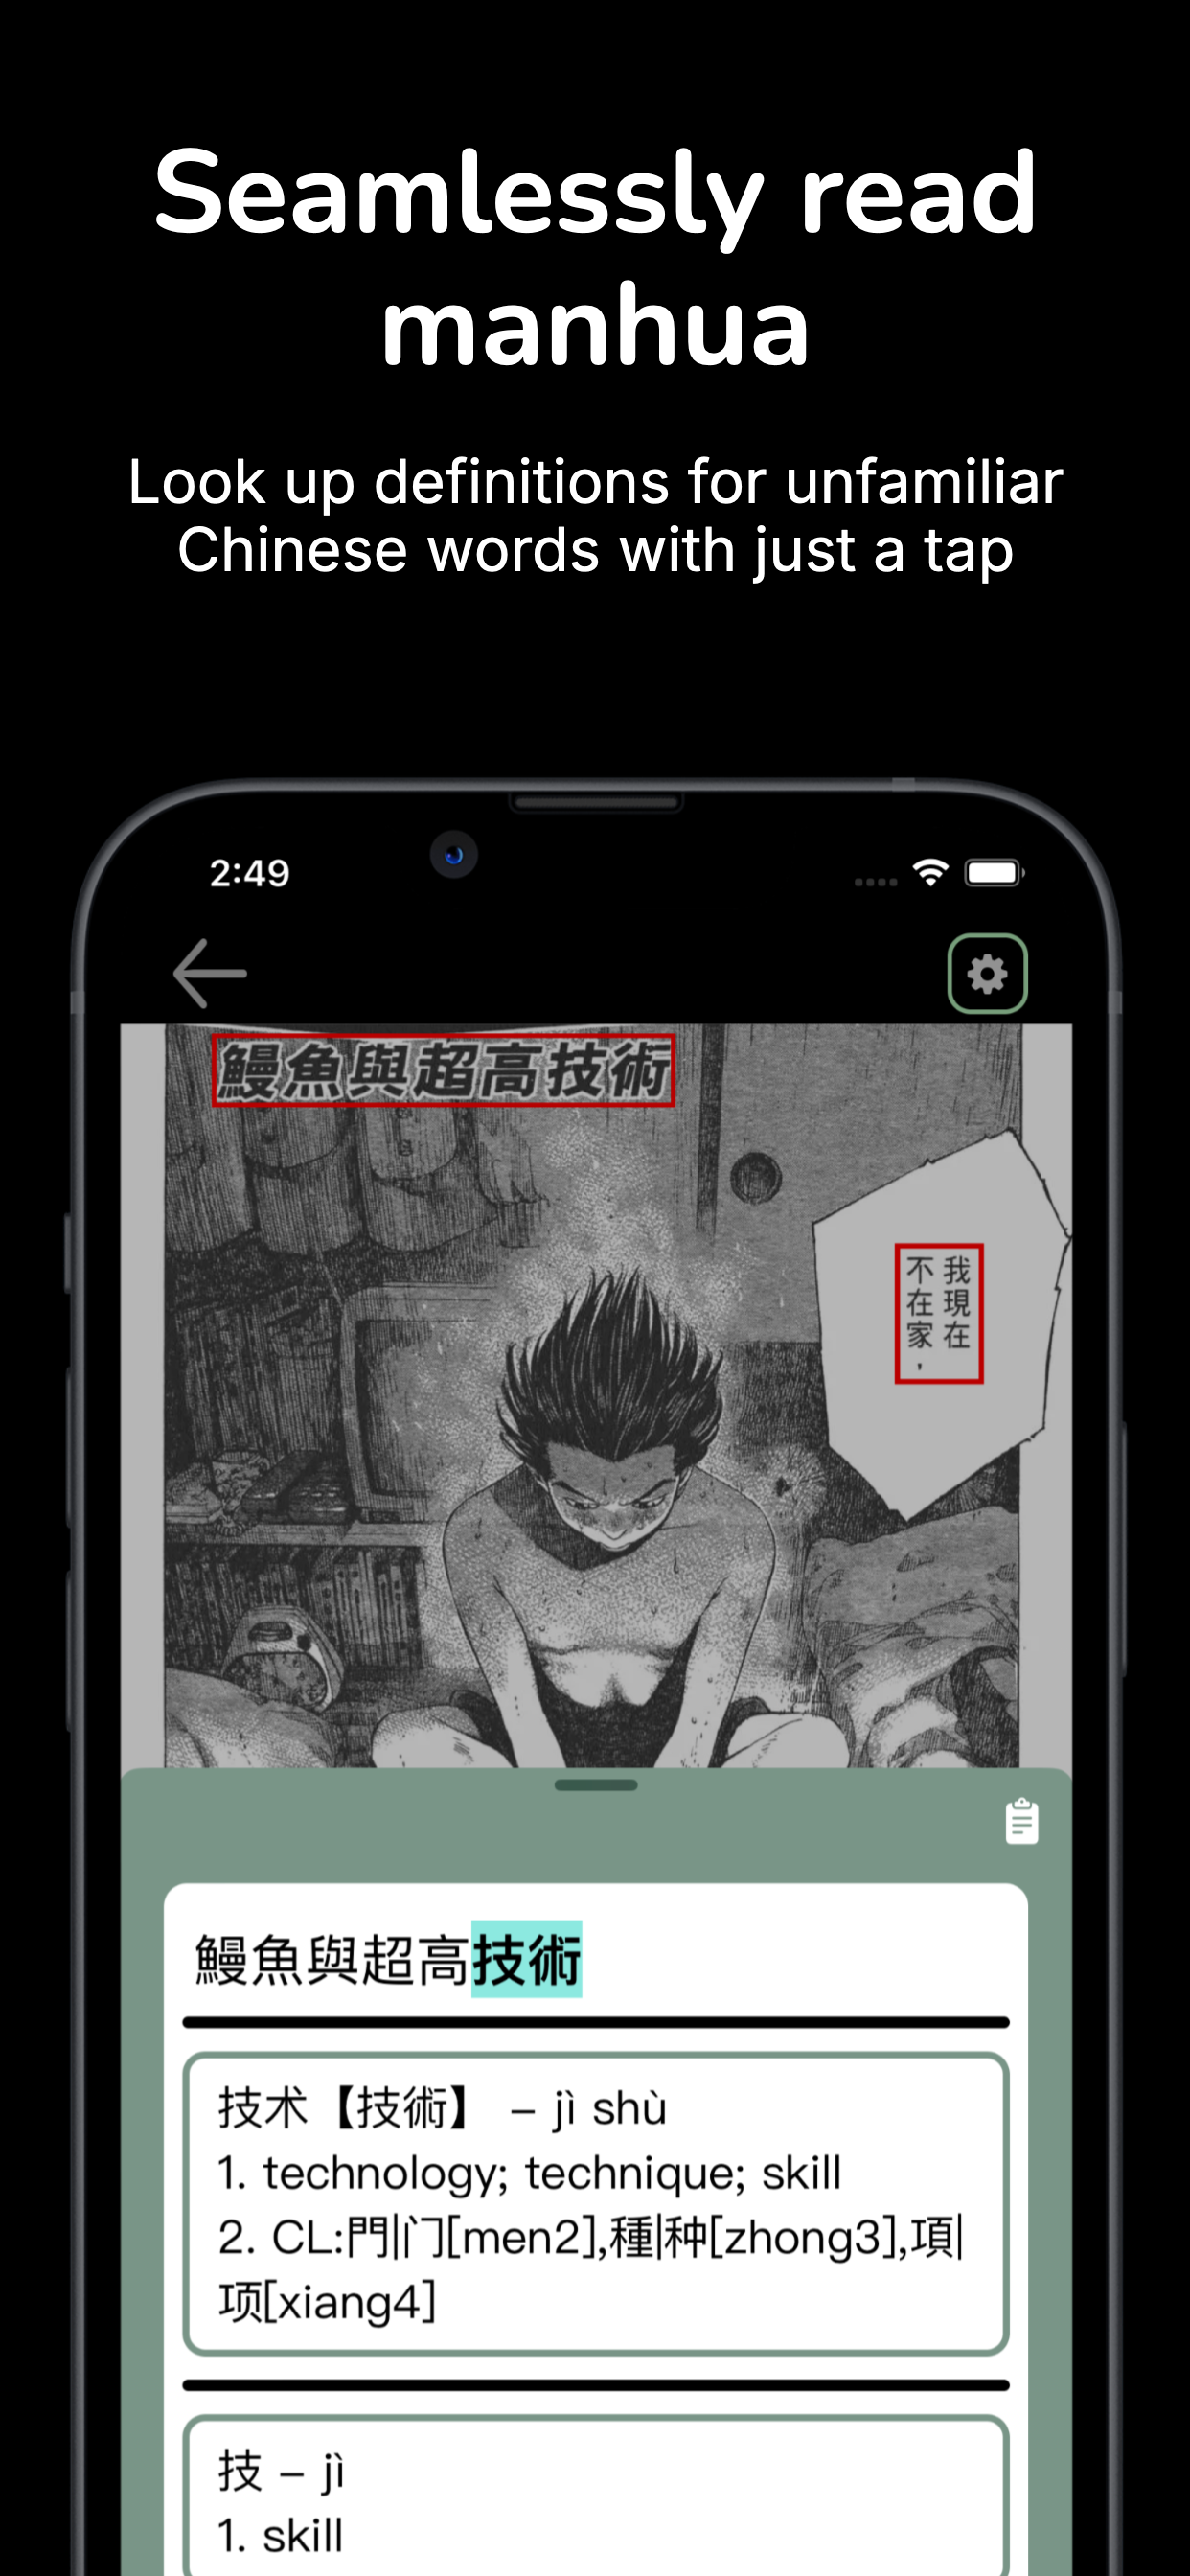 Seamlessly read
manhua
Look up definitions for unfamiliar
Chinese words with just a tap
2:49
鰻魚與超高技術
我現在
不在家，
鰻魚與超高技術
技术【技術】 – jì shù
1. technology; technique; skill
2. CL:門|门[men2],種|种[zhong3],項|
项[xiang4]
技 – jì
1. skill